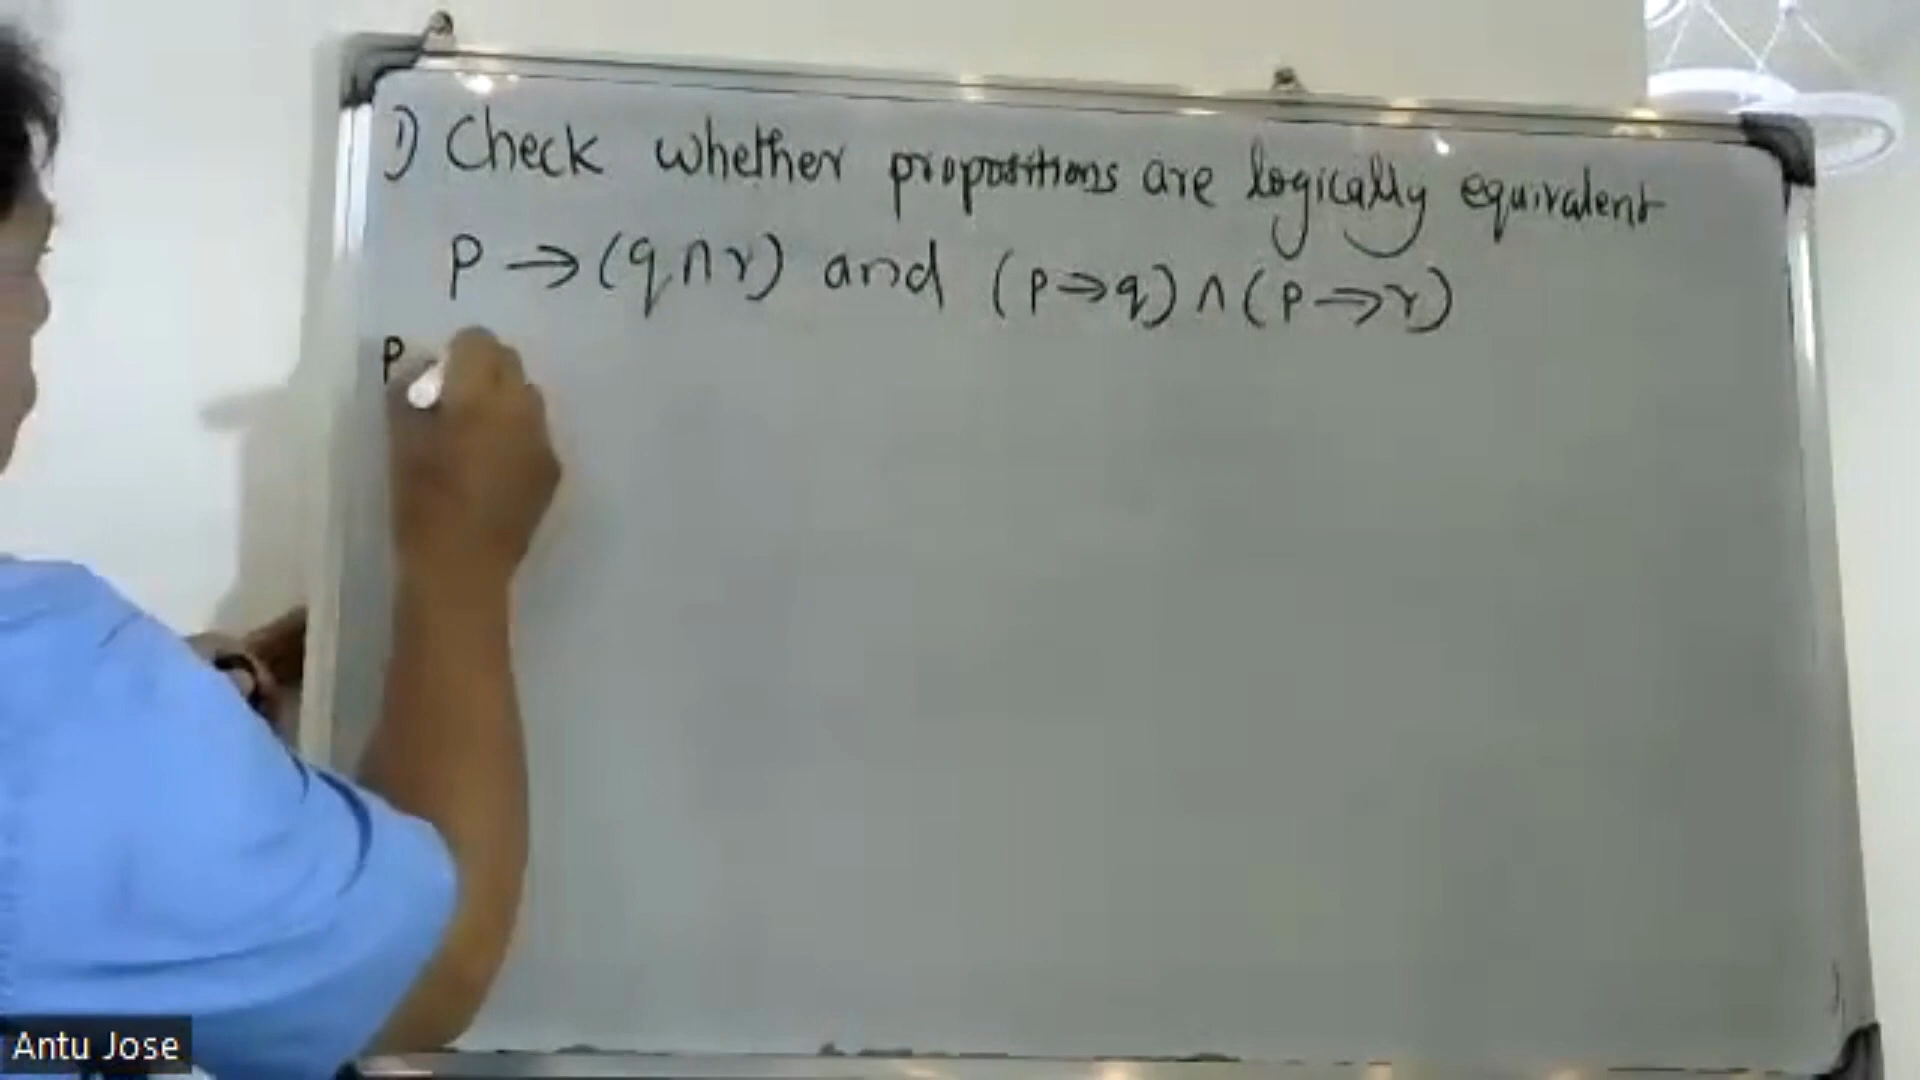 1) Check whether propositions are logically equivalent
P → (q ∧ r) and (P → q) ∧ (P → r)
P
Antu Jose